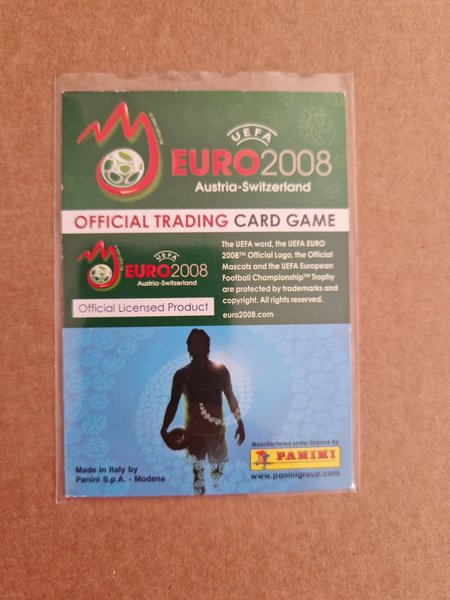 © 2004 UEFA TM
UEFA
EURO2008
Austria-Switzerland
OFFICIAL TRADING CARD GAME
UEFA
EURO2008
Austria-Switzerland
Official Licensed Product
The UEFA word, the UEFA EURO
2008™ Official Logo, the Official
Mascots and the UEFA European
Football Championship™ Trophy
are protected by trademarks and
copyright. All rights reserved.
euro2008.com
Manufactured under licence by
PANINI
www.paninigroup.com
Made in Italy by
Panini S.p.A. - Modena